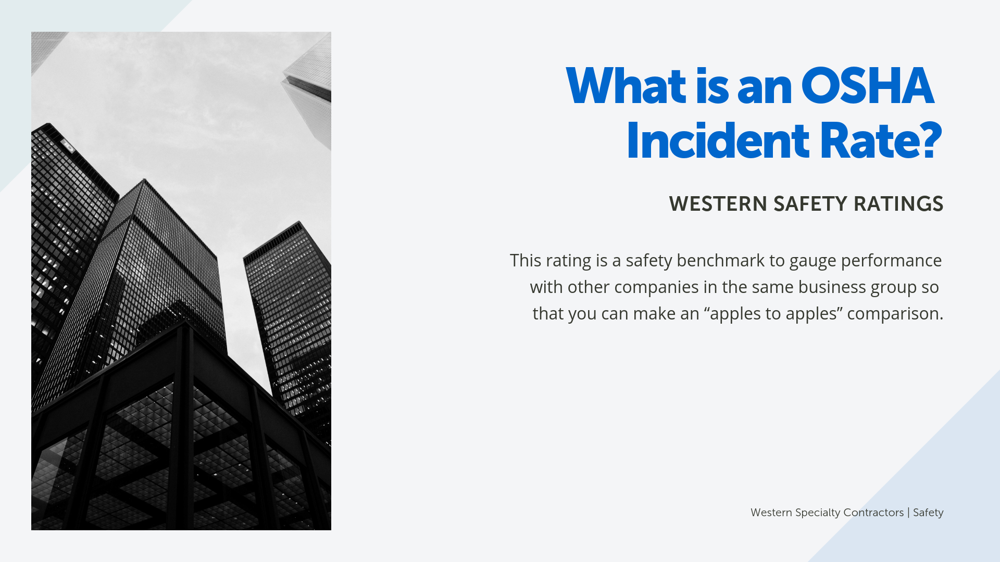 What is an OSHA
Incident Rate?
WESTERN SAFETY RATINGS
This rating is a safety benchmark to gauge performance
with other companies in the same business group so
that you can make an “apples to apples” comparison.
Western Specialty Contractors | Safety